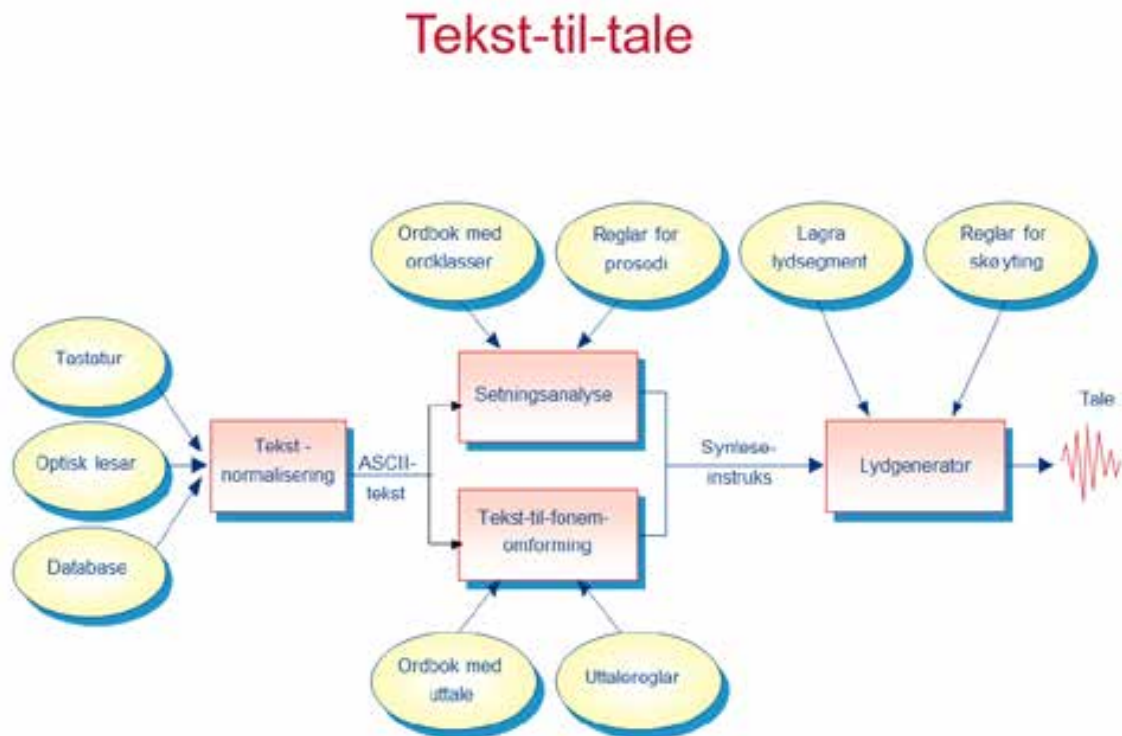 Tekst-til-tale
Ordbok med
ordklasser
Reglar for
prosodi
Lagra
lydsegment
Reglar for
skøyting
Tastatur
Optisk lesar
Database
Tekst -
normalisering
ASCII-
tekst
Setningsanalyse
Tekst-til-fonem-
omforming
Syntese-
instruks
Lydgenerator
Tale
Ordbok med
uttale
Uttalereglar